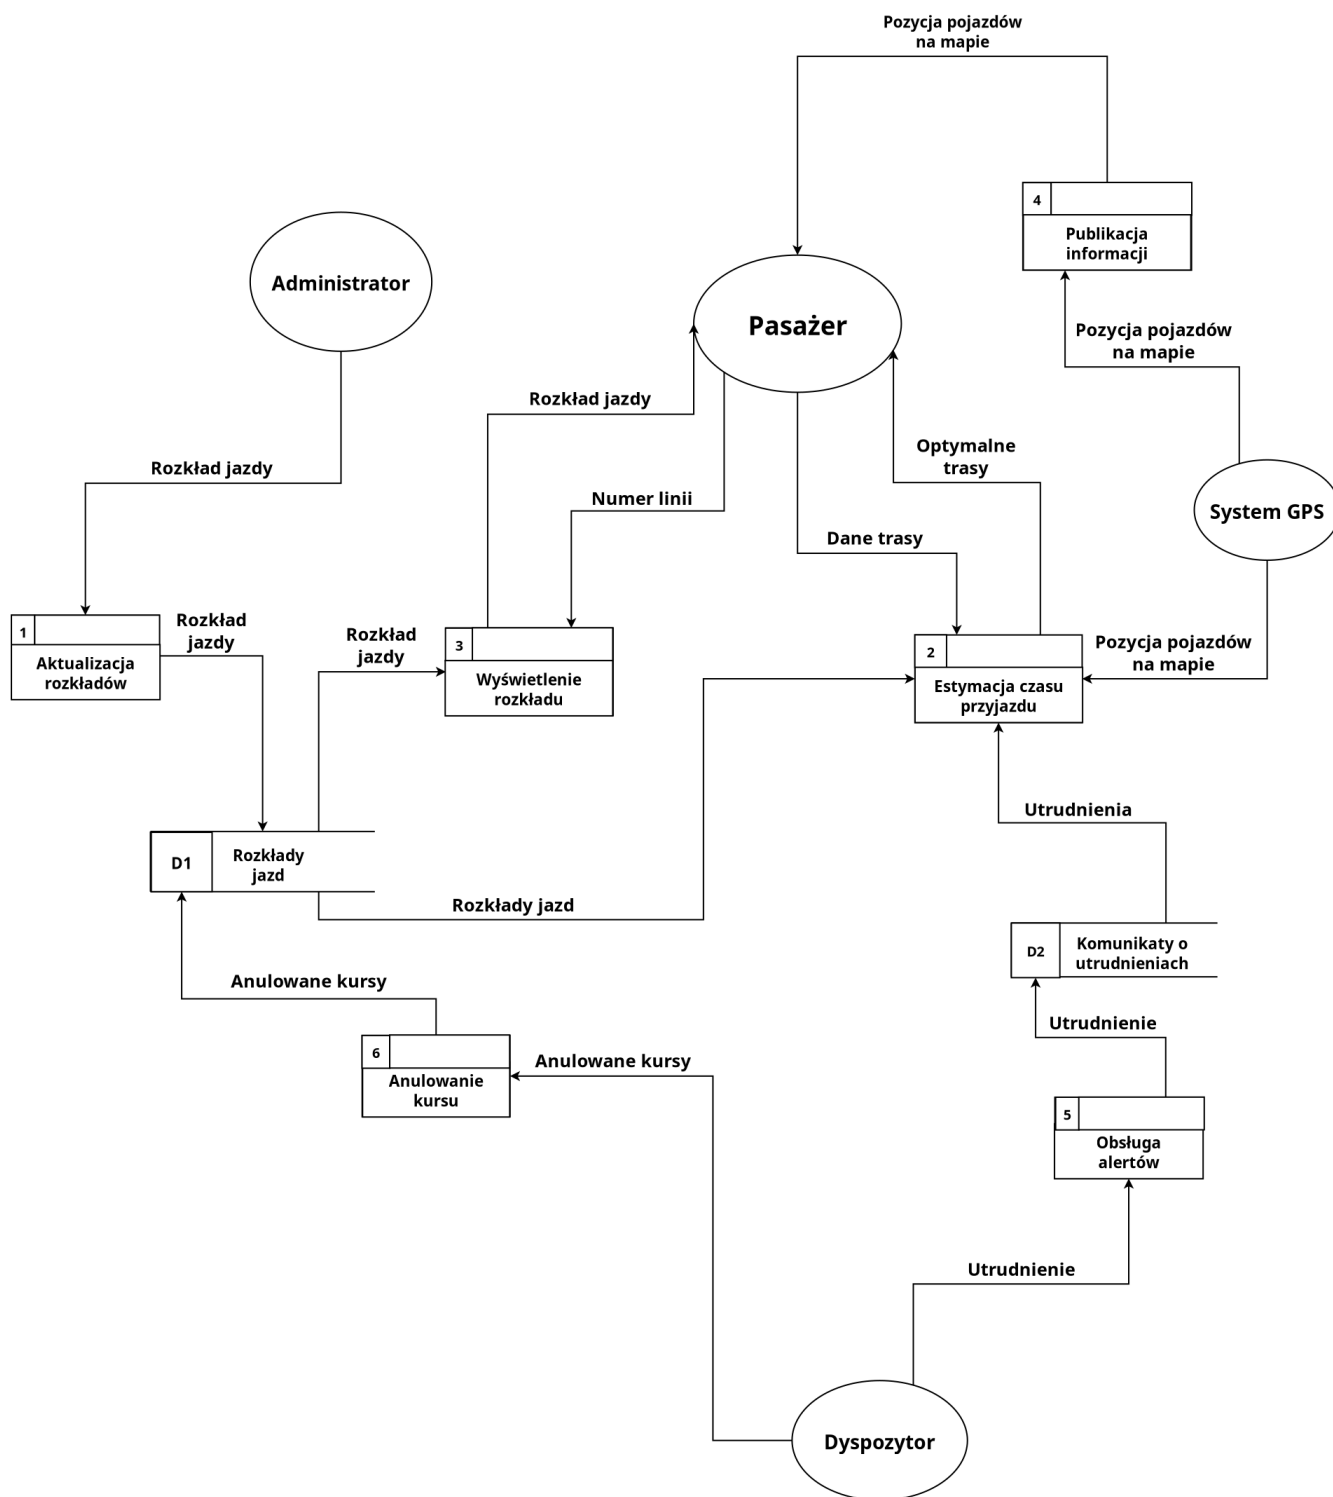 Pozycja pojazdów
na mapie
4
Publikacja
informacji
Administrator
Pasażer
Pozycja pojazdów
na mapie
Rozkład jazdy
Optymalne
trasy
Rozkład jazdy
Numer linii
System GPS
Dane trasy
1
Aktualizacja
rozkładów
Rozkład
jazdy
Rozkład
jazdy
3
Wyświetlenie
rozkładu
2
Estymacja czasu
przyjazdu
Pozycja pojazdów
na mapie
Utrudnienia
D1
Rozkłady
jazd
Rozkłady jazd
D2
Komunikaty o
utrudnieniach
Anulowane kursy
Utrudnienie
6
Anulowanie
kursu
Anulowane kursy
5
Obsługa
alertów
Utrudnienie
Dyspozytor